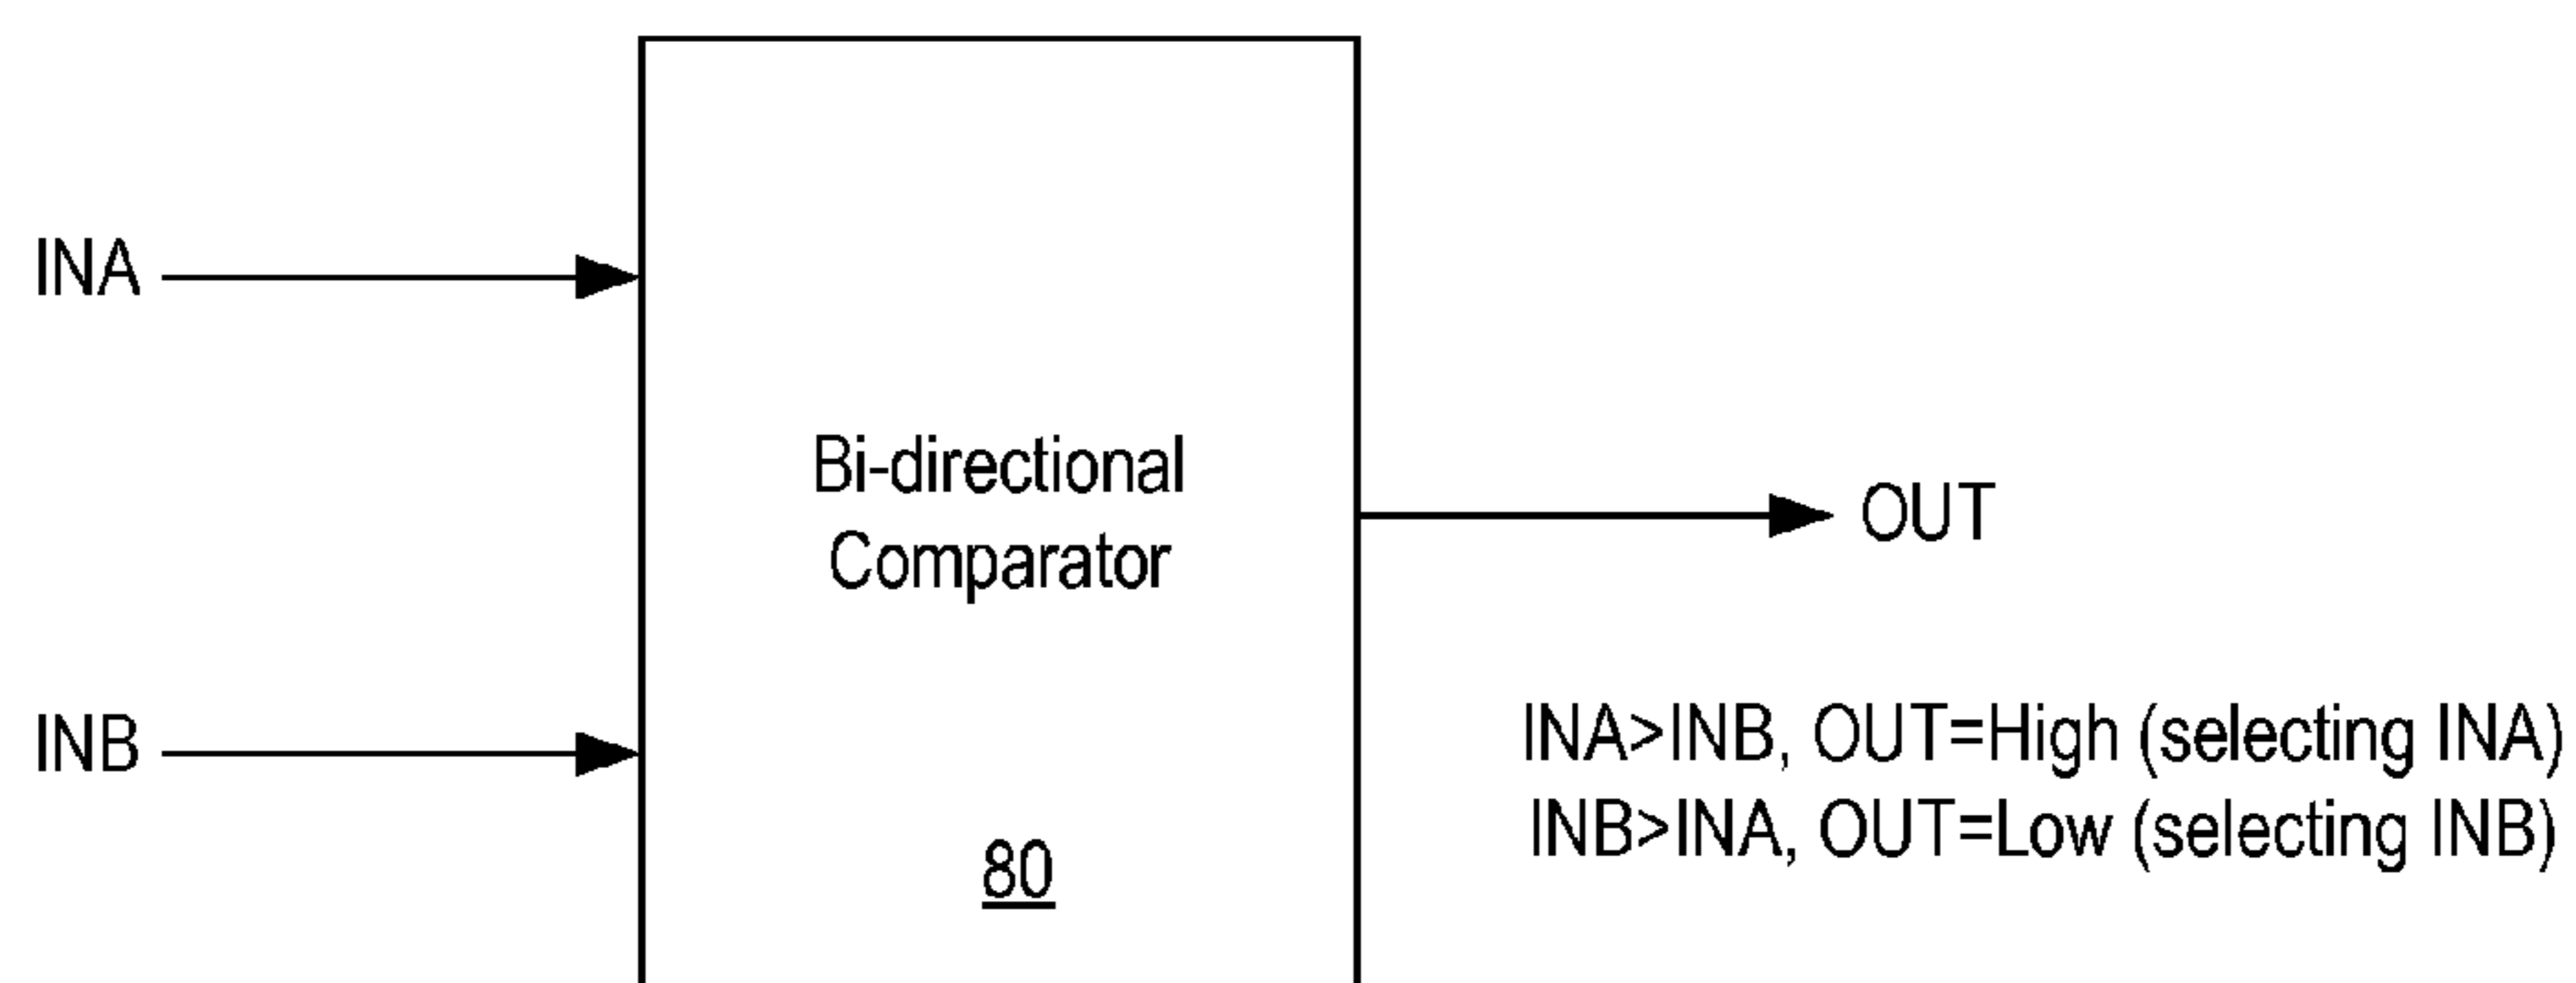 INA
INB
Bi-directional
Comparator
80
OUT
INA>INB, OUT=High (selecting INA)
INB>INA, OUT=Low (selecting INB)